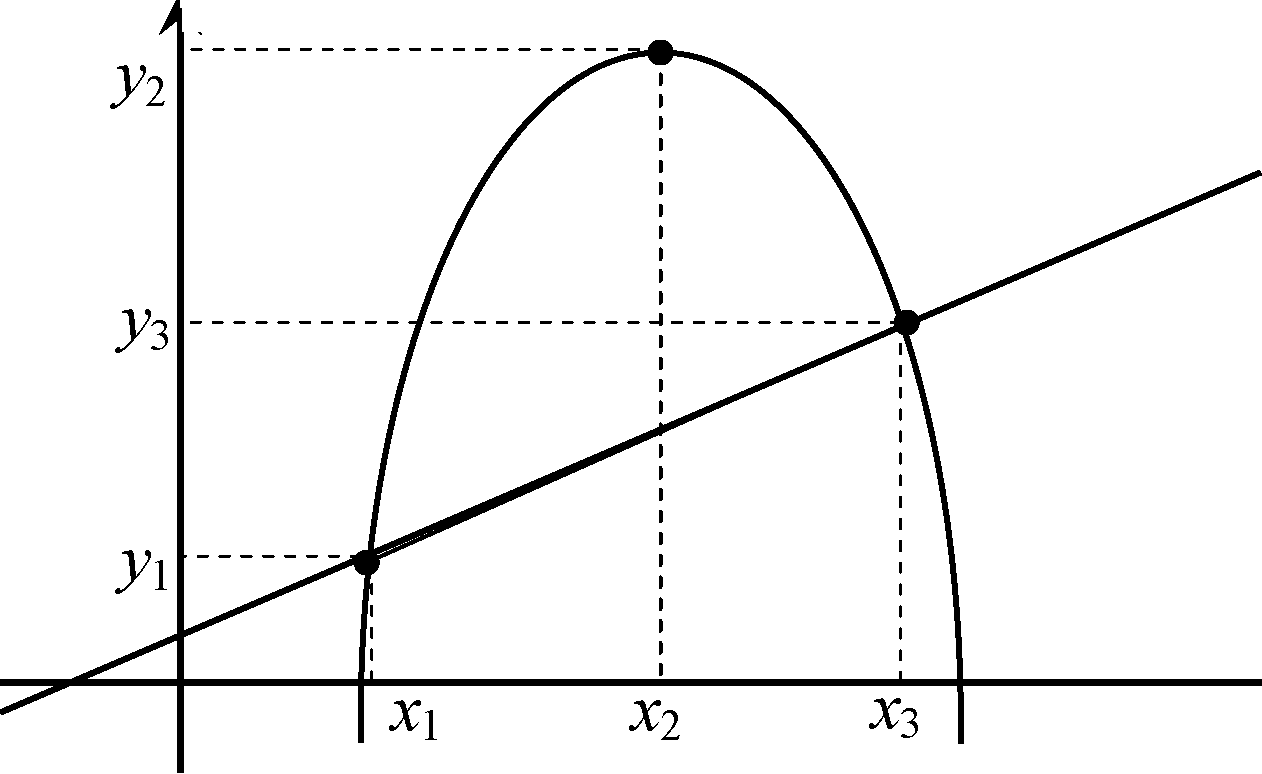 y₂
y₃
y₁
x₁ x₂ x₃